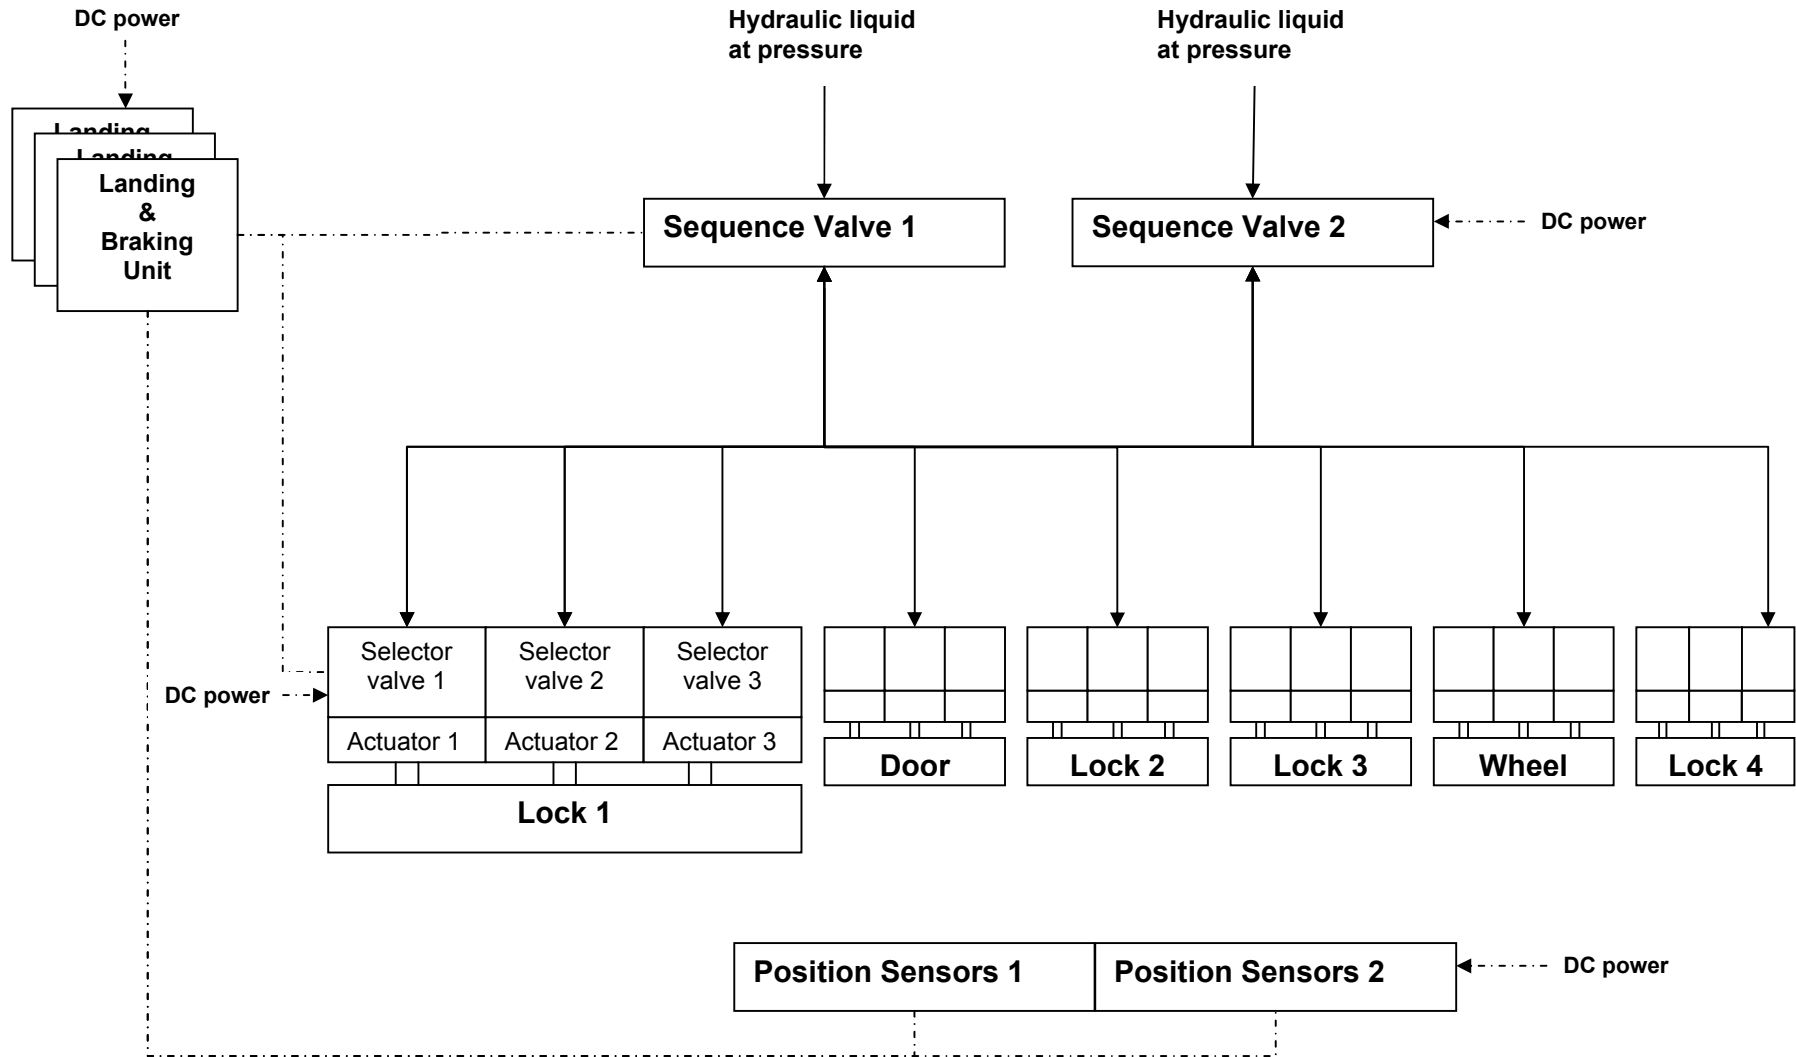 DC power
Hydraulic liquid
at pressure
Hydraulic liquid
at pressure
Landing
Landing
Landing
&
Braking
Unit
Sequence Valve 1
Sequence Valve 2
DC power
Selector
valve 1
Selector
valve 2
Selector
valve 3
DC power
Actuator 1
Actuator 2
Actuator 3
Door
Lock 2
Lock 3
Wheel
Lock 4
Lock 1
Position Sensors 1
Position Sensors 2
DC power